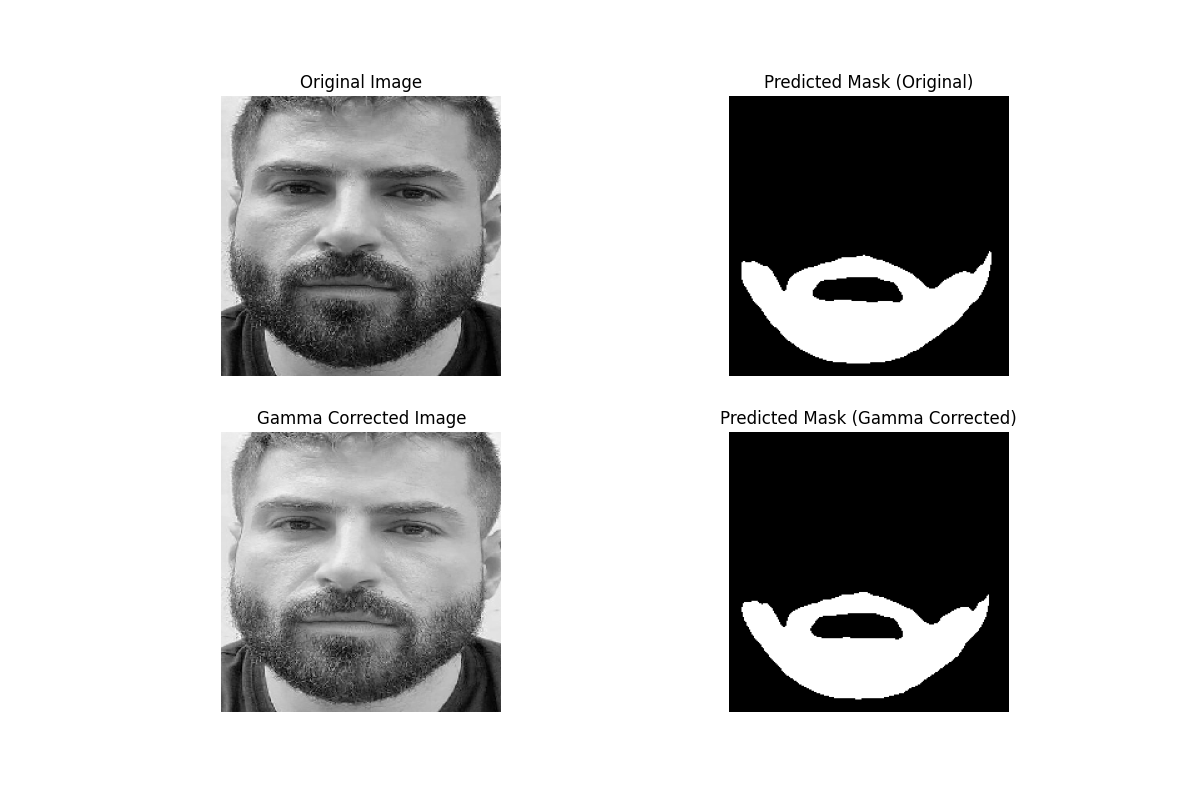 Original Image
Predicted Mask (Original)
Gamma Corrected Image
Predicted Mask (Gamma Corrected)